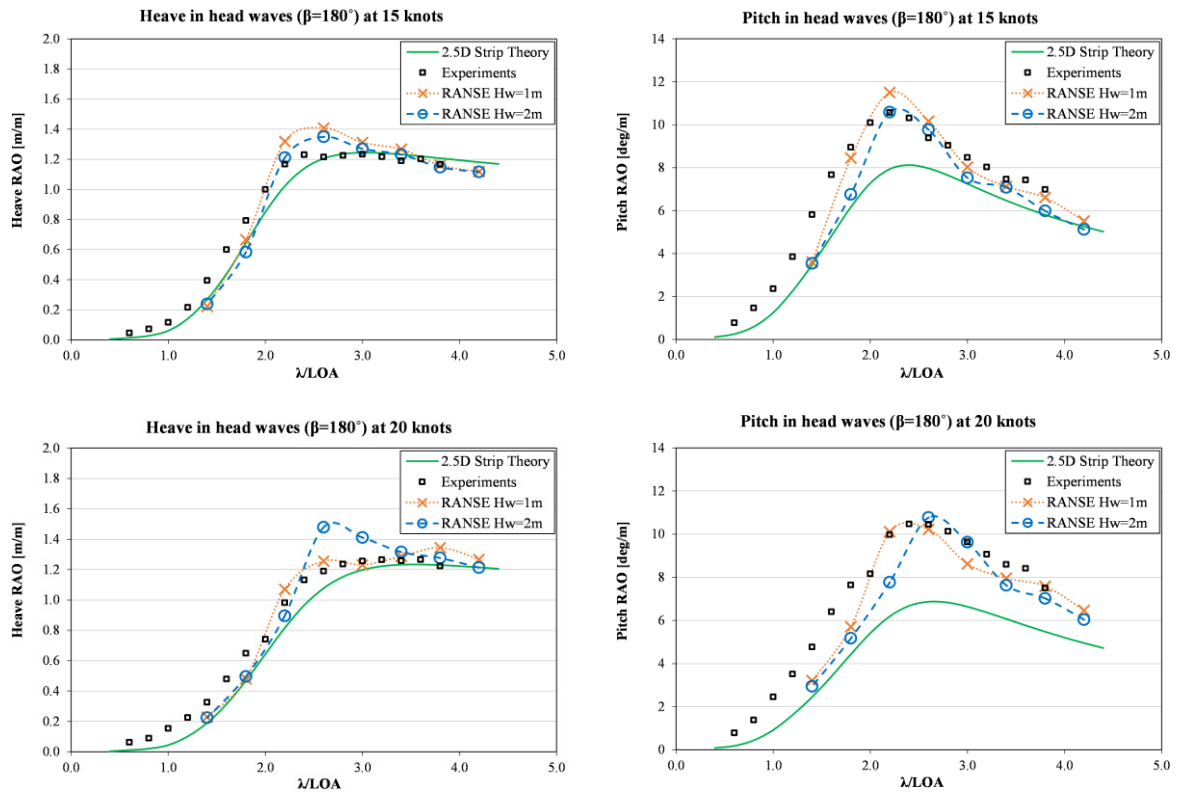 Heave in head waves (β=180˚) at 15 knots
2.0
1.8
1.6
1.4
1.2
1.0
0.8
0.6
0.4
0.2
0.0
Heave RAO [m/m]
2.5D Strip Theory
Experiments
RANSE Hw=1m
RANSE Hw=2m
0.0 1.0 2.0 3.0 4.0 5.0
λ/LOA
Pitch in head waves (β=180˚) at 15 knots
14
12
10
8
6
4
2
0
Pitch RAO [deg/m]
2.5D Strip Theory
Experiments
RANSE Hw=1m
RANSE Hw=2m
0.0 1.0 2.0 3.0 4.0 5.0
λ/LOA
Heave in head waves (β=180˚) at 20 knots
2.0
1.8
1.6
1.4
1.2
1.0
0.8
0.6
0.4
0.2
0.0
Heave RAO [m/m]
2.5D Strip Theory
Experiments
RANSE Hw=1m
RANSE Hw=2m
0.0 1.0 2.0 3.0 4.0 5.0
λ/LOA
Pitch in head waves (β=180˚) at 20 knots
14
12
10
8
6
4
2
0
Pitch RAO [deg/m]
2.5D Strip Theory
Experiments
RANSE Hw=1m
RANSE Hw=2m
0.0 1.0 2.0 3.0 4.0 5.0
λ/LOA